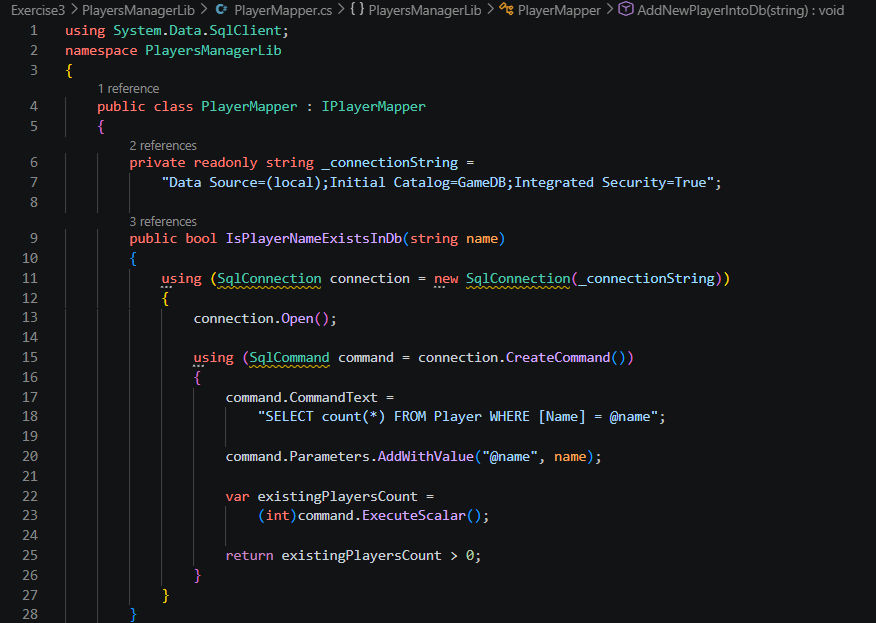 Exercise3 > PlayersManagerLib > PlayerMapper.cs > {} PlayersManagerLib > PlayerMapper > AddNewPlayerIntoDb(string) : void
1 using System.Data.SqlClient;
2 namespace PlayersManagerLib
3 {
1 reference
4 public class PlayerMapper : IPlayerMapper
5 {
2 references
6 private readonly string _connectionString =
7 "Data Source=(local);Initial Catalog=GameDB;Integrated Security=True";
8
3 references
9 public bool IsPlayerNameExistsInDb(string name)
10 {
11 using (SqlConnection connection = new SqlConnection(_connectionString))
12 {
13 connection.Open();
14
15 using (SqlCommand command = connection.CreateCommand())
16 {
17 command.CommandText =
18 "SELECT count(*) FROM Player WHERE [Name] = @name";
19
20 command.Parameters.AddWithValue("@name", name);
21
22 var existingPlayersCount =
23 (int)command.ExecuteScalar();
24
25 return existingPlayersCount > 0;
26 }
27 }
28 }